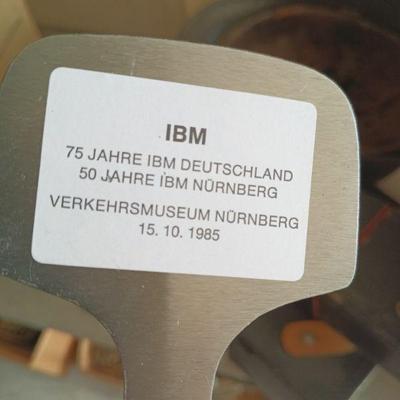 IBM
75 JAHRE IBM DEUTSCHLAND
50 JAHRE IBM NÜRNBERG
VERKEHRSMUSEUM NÜRNBERG
15. 10. 1985